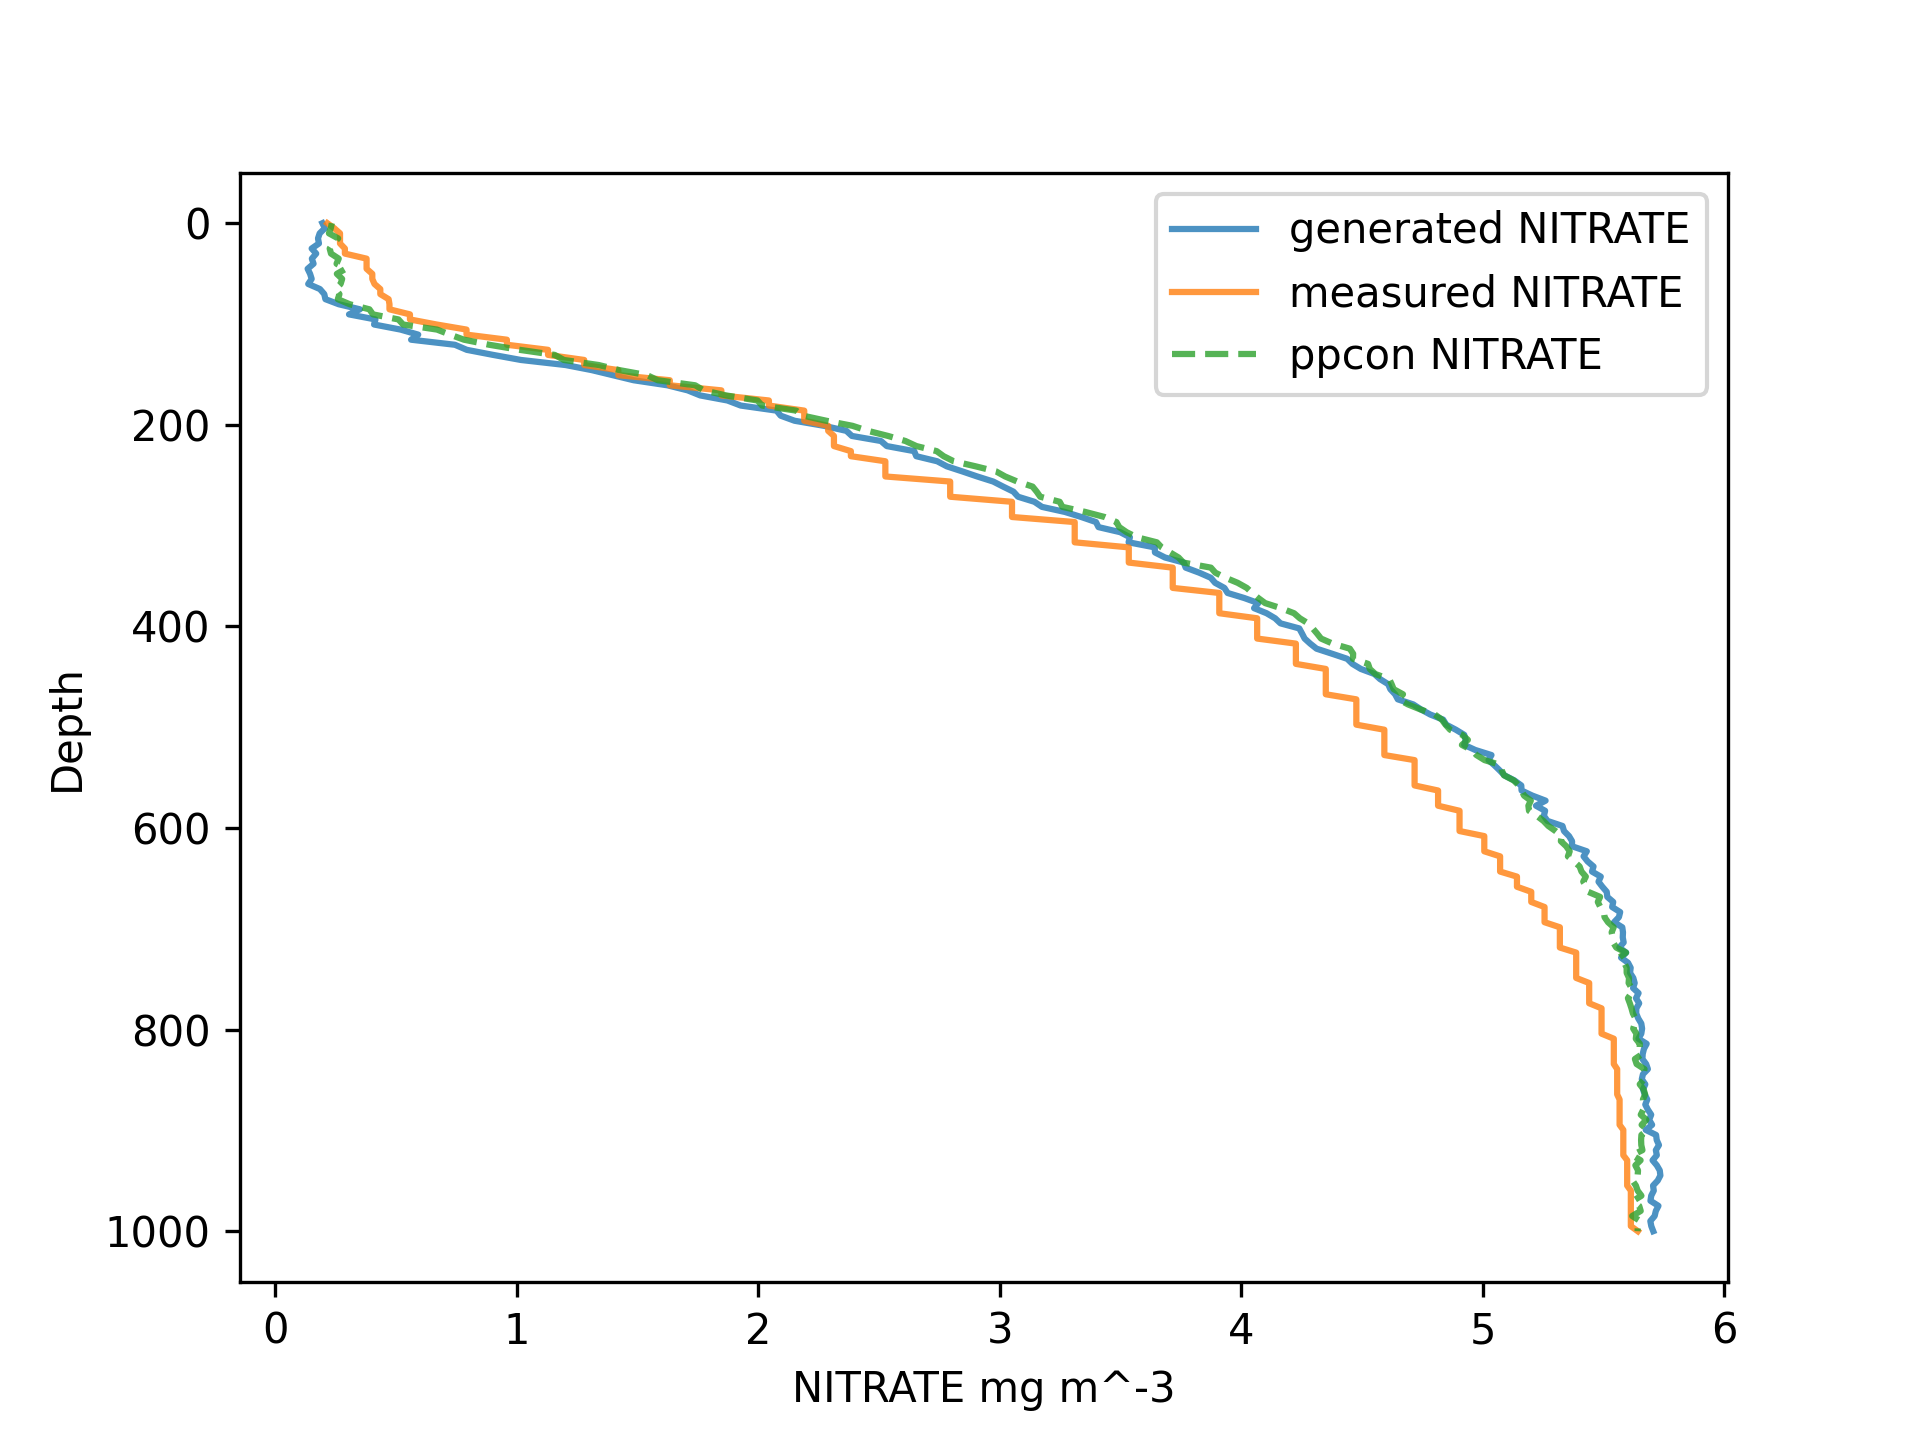 generated NITRATE
measured NITRATE
ppcon NITRATE
0
200
400
600
800
1000
Depth
0 1 2 3 4 5 6
NITRATE mg m^-3